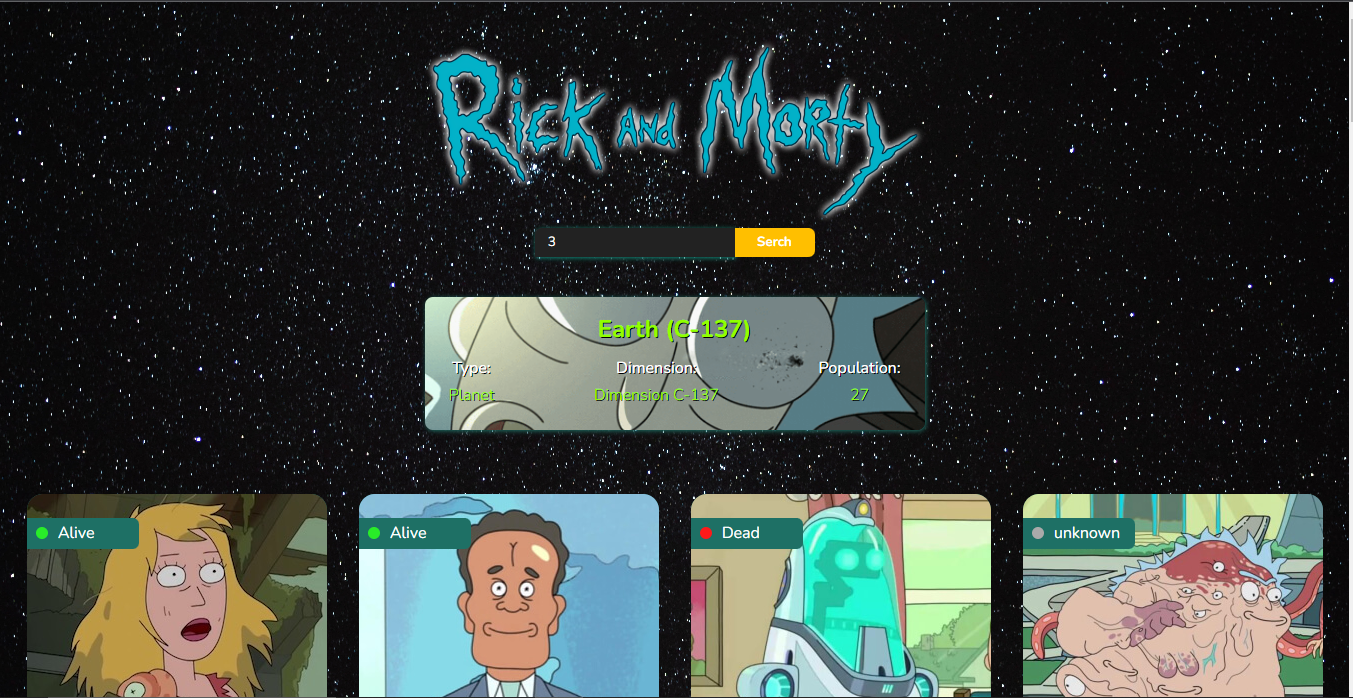 Rick and Morty
3 Serch
Earth (C-137)
Type: Dimension: Population:
Planet Dimension C-137 27
Alive Alive Dead unknown